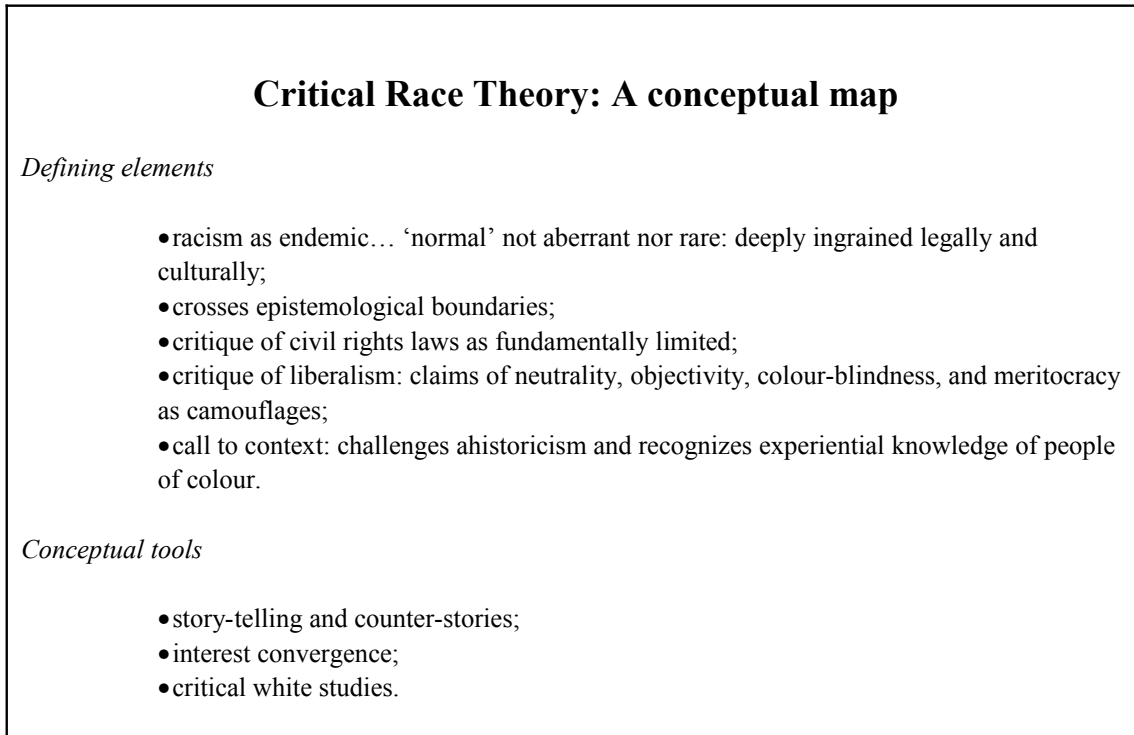 Critical Race Theory: A conceptual map
Defining elements
•racism as endemic… ‘normal’ not aberrant nor rare: deeply ingrained legally and
culturally;
•crosses epistemological boundaries;
•critique of civil rights laws as fundamentally limited;
•critique of liberalism: claims of neutrality, objectivity, colour-blindness, and meritocracy
as camouflages;
•call to context: challenges ahistoricism and recognizes experiential knowledge of people
of colour.
Conceptual tools
•story-telling and counter-stories;
•interest convergence;
•critical white studies.